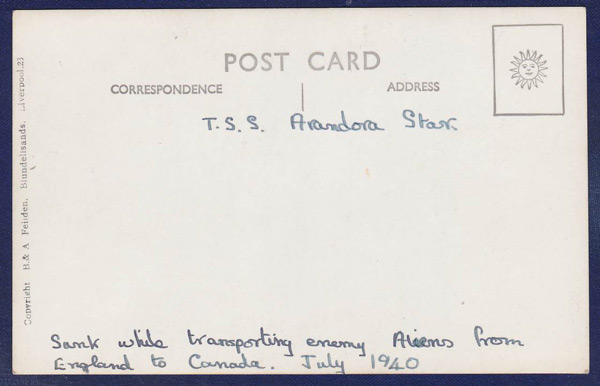 POST CARD
CORRESPONDENCE
ADDRESS
T.S.S. Arandora Star
Copyright B.& A Feilden. Blundellsands. Liverpool.23
Sank while transporting enemy Aliens from
England to Canada. July 1940